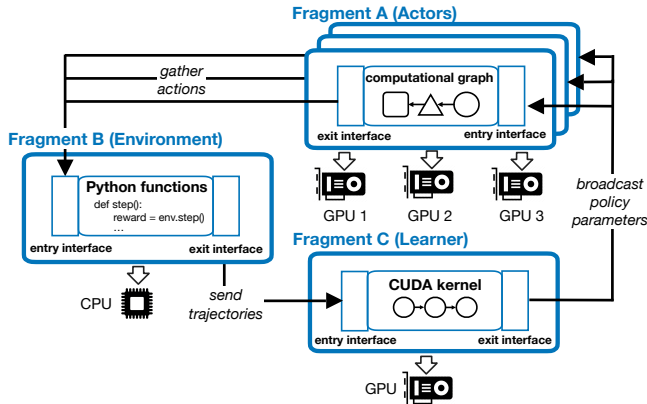 Fragment A (Actors)
gather
actions
computational graph
exit interface
entry interface
Fragment B (Environment)
GPU 1
GPU 2
GPU 3
Python functions
def step():
reward = env.step()
...
entry interface
exit interface
broadcast
policy
parameters
Fragment C (Learner)
CPU
send
trajectories
CUDA kernel
entry interface
exit interface
GPU